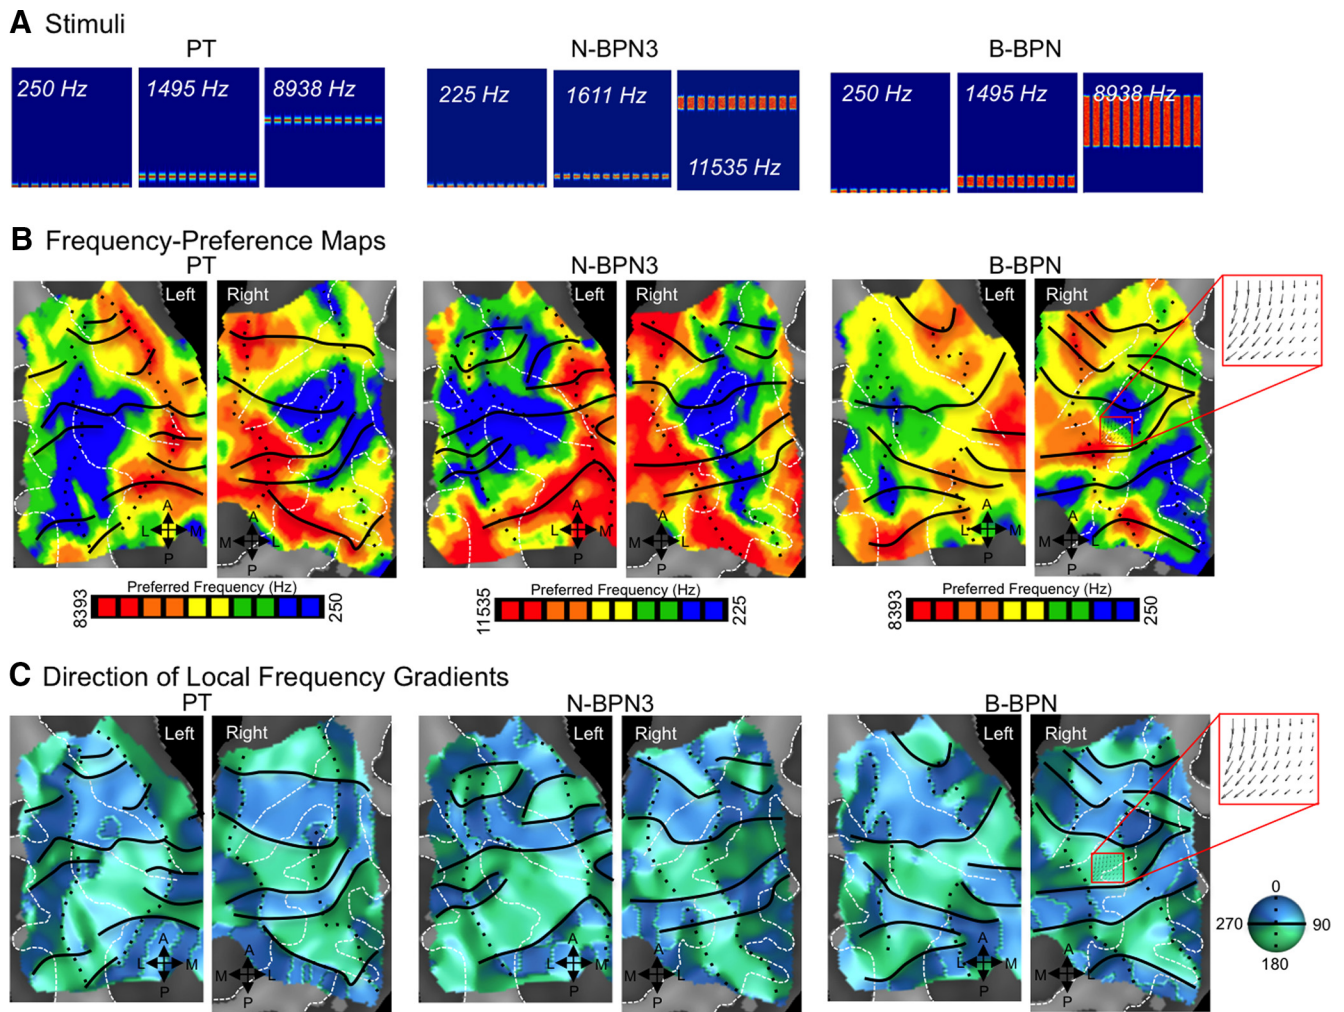 A Stimuli
PT
N-BPN3
B-BPN
250 Hz
1495 Hz
8938 Hz
225 Hz
1611 Hz
11535 Hz
250 Hz
1495 Hz
8938 Hz
B Frequency-Preference Maps
PT
N-BPN3
B-BPN
Left
Right
Left
Right
Left
Right
A
L M
P
A
M L
P
A
L M
P
A
M L
P
A
L M
P
A
M L
P
Preferred Frequency (Hz)
8393
250
Preferred Frequency (Hz)
11535
225
Preferred Frequency (Hz)
8393
250
C Direction of Local Frequency Gradients
PT
N-BPN3
B-BPN
Left
Right
Left
Right
Left
Right
A
L M
P
A
M L
P
A
L M
P
A
M L
P
A
L M
P
A
M L
P
0
270 90
180